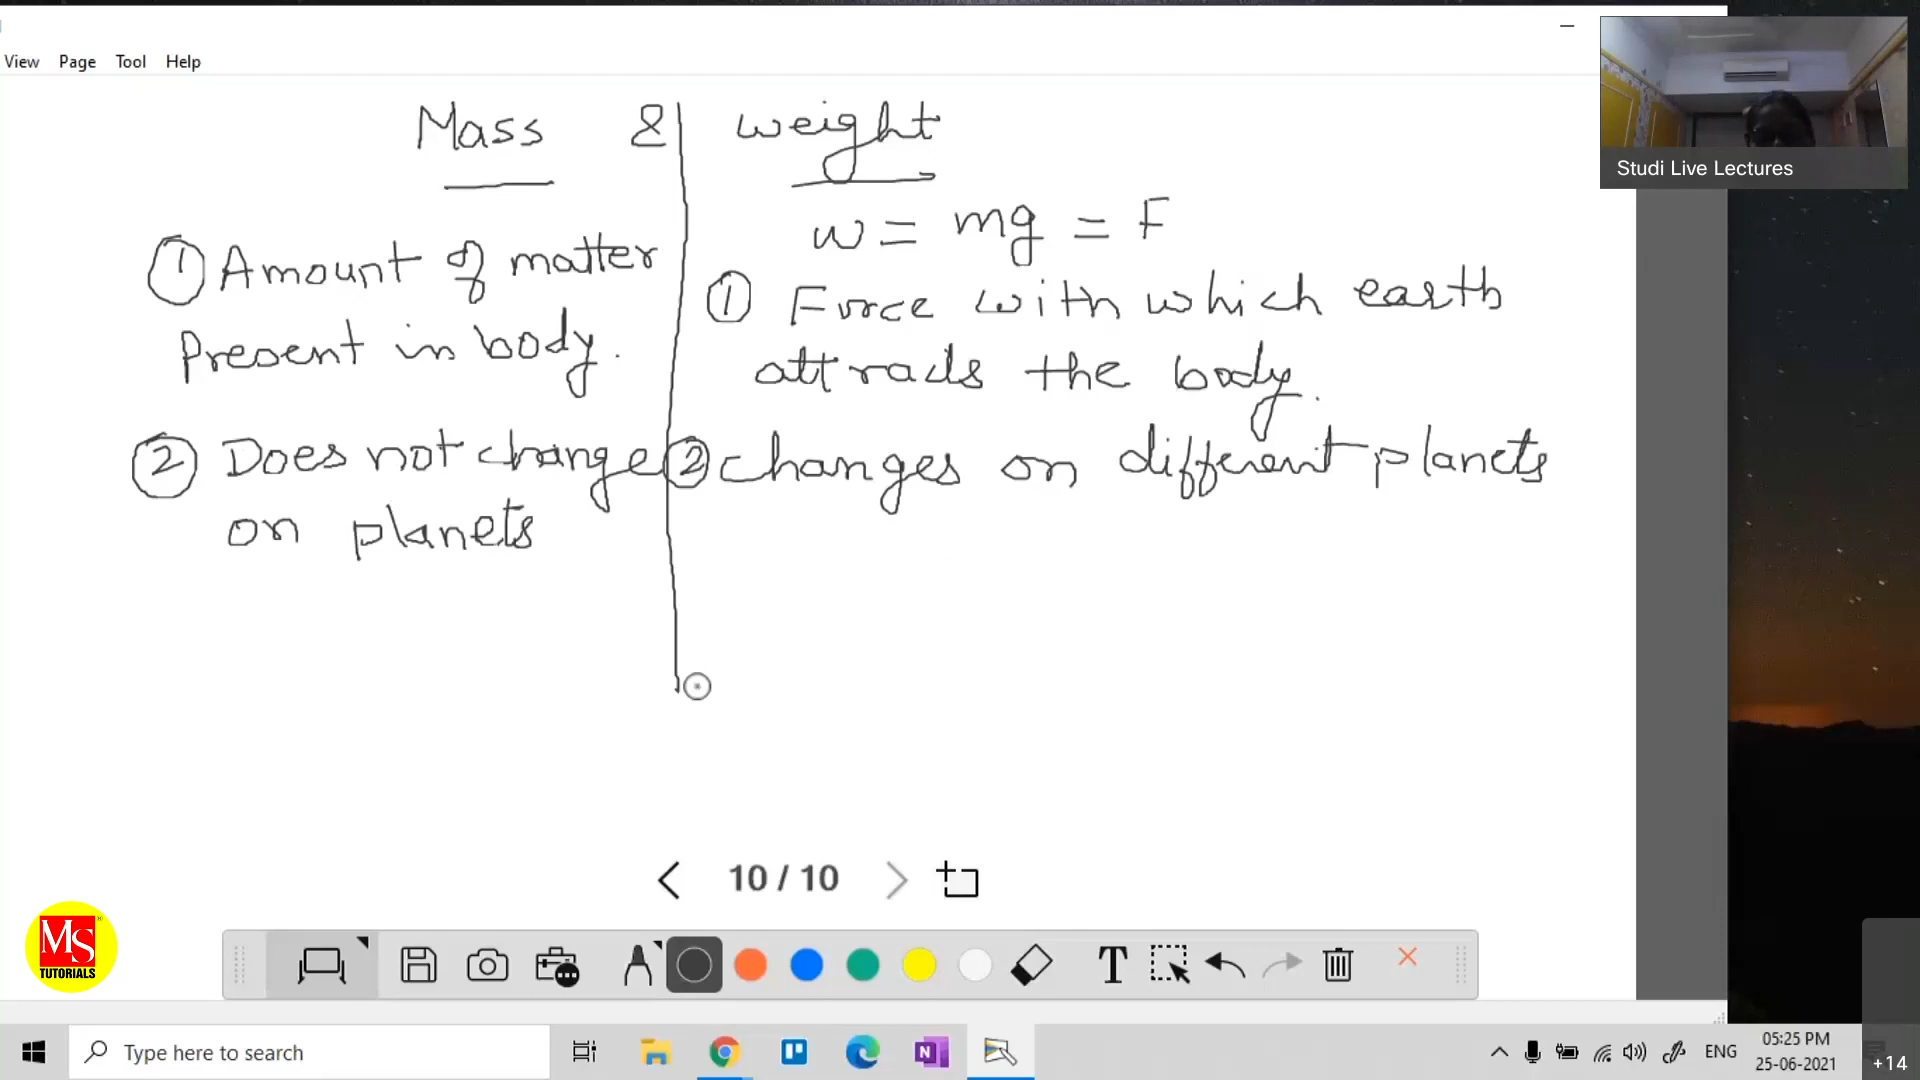 View Page Tool Help
Studi Live Lectures
Mass & weight
w = mg = F
① Amount of matter
Present in body.
① Force with which earth
attracts the body.
② Does not change
on planets
② changes on different planets
10 / 10
MS
TUTORIALS
T
Type here to search
N
ENG
05:25 PM
25-06-2021
+14